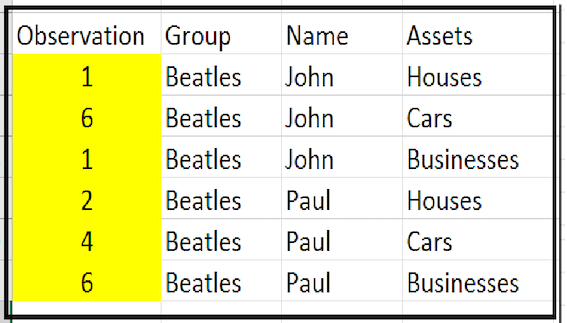 Observation Group Name Assets
1 Beatles John Houses
6 Beatles John Cars
1 Beatles John Businesses
2 Beatles Paul Houses
4 Beatles Paul Cars
6 Beatles Paul Businesses